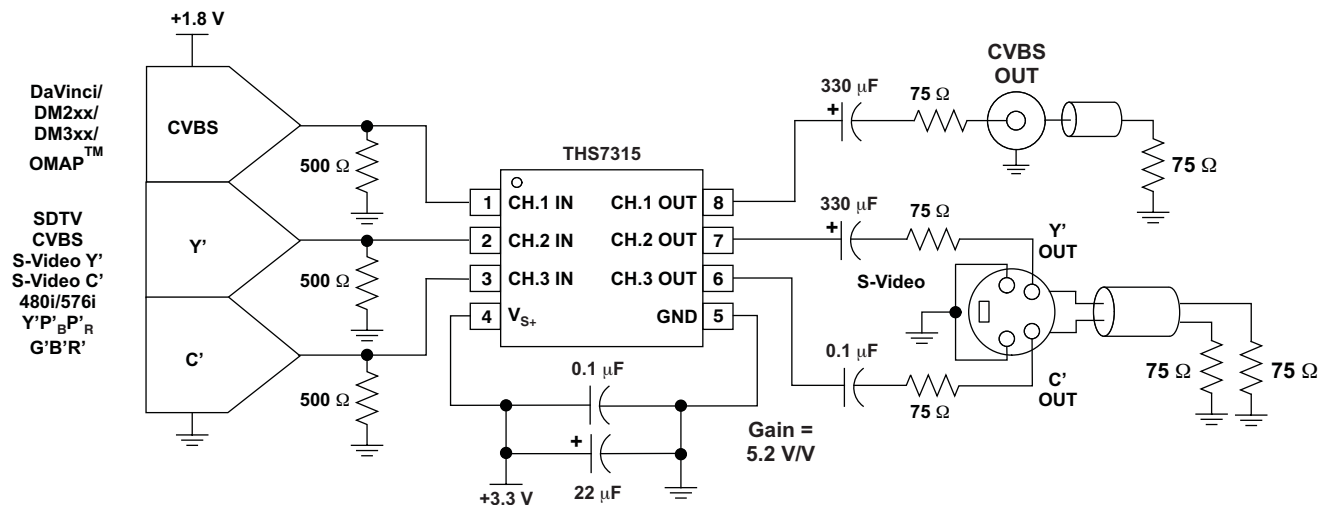 +1.8 V
DaVinci/
DM2xx/
DM3xx/
OMAP™
SDTV
CVBS
S-Video Y'
S-Video C'
480i/576i
Y'P'BP'R
G'B'R'
CVBS
Y'
C'
500 Ω
500 Ω
500 Ω
THS7315
1 CH.1 IN CH.1 OUT 8
2 CH.2 IN CH.2 OUT 7
3 CH.3 IN CH.3 OUT 6
4 VS+ GND 5
0.1 μF
+
22 μF
+3.3 V
Gain =
5.2 V/V
330 μF
+
75 Ω
CVBS
OUT
75 Ω
330 μF
+
75 Ω
Y'
OUT
S-Video
0.1 μF
75 Ω
C'
OUT
75 Ω
75 Ω